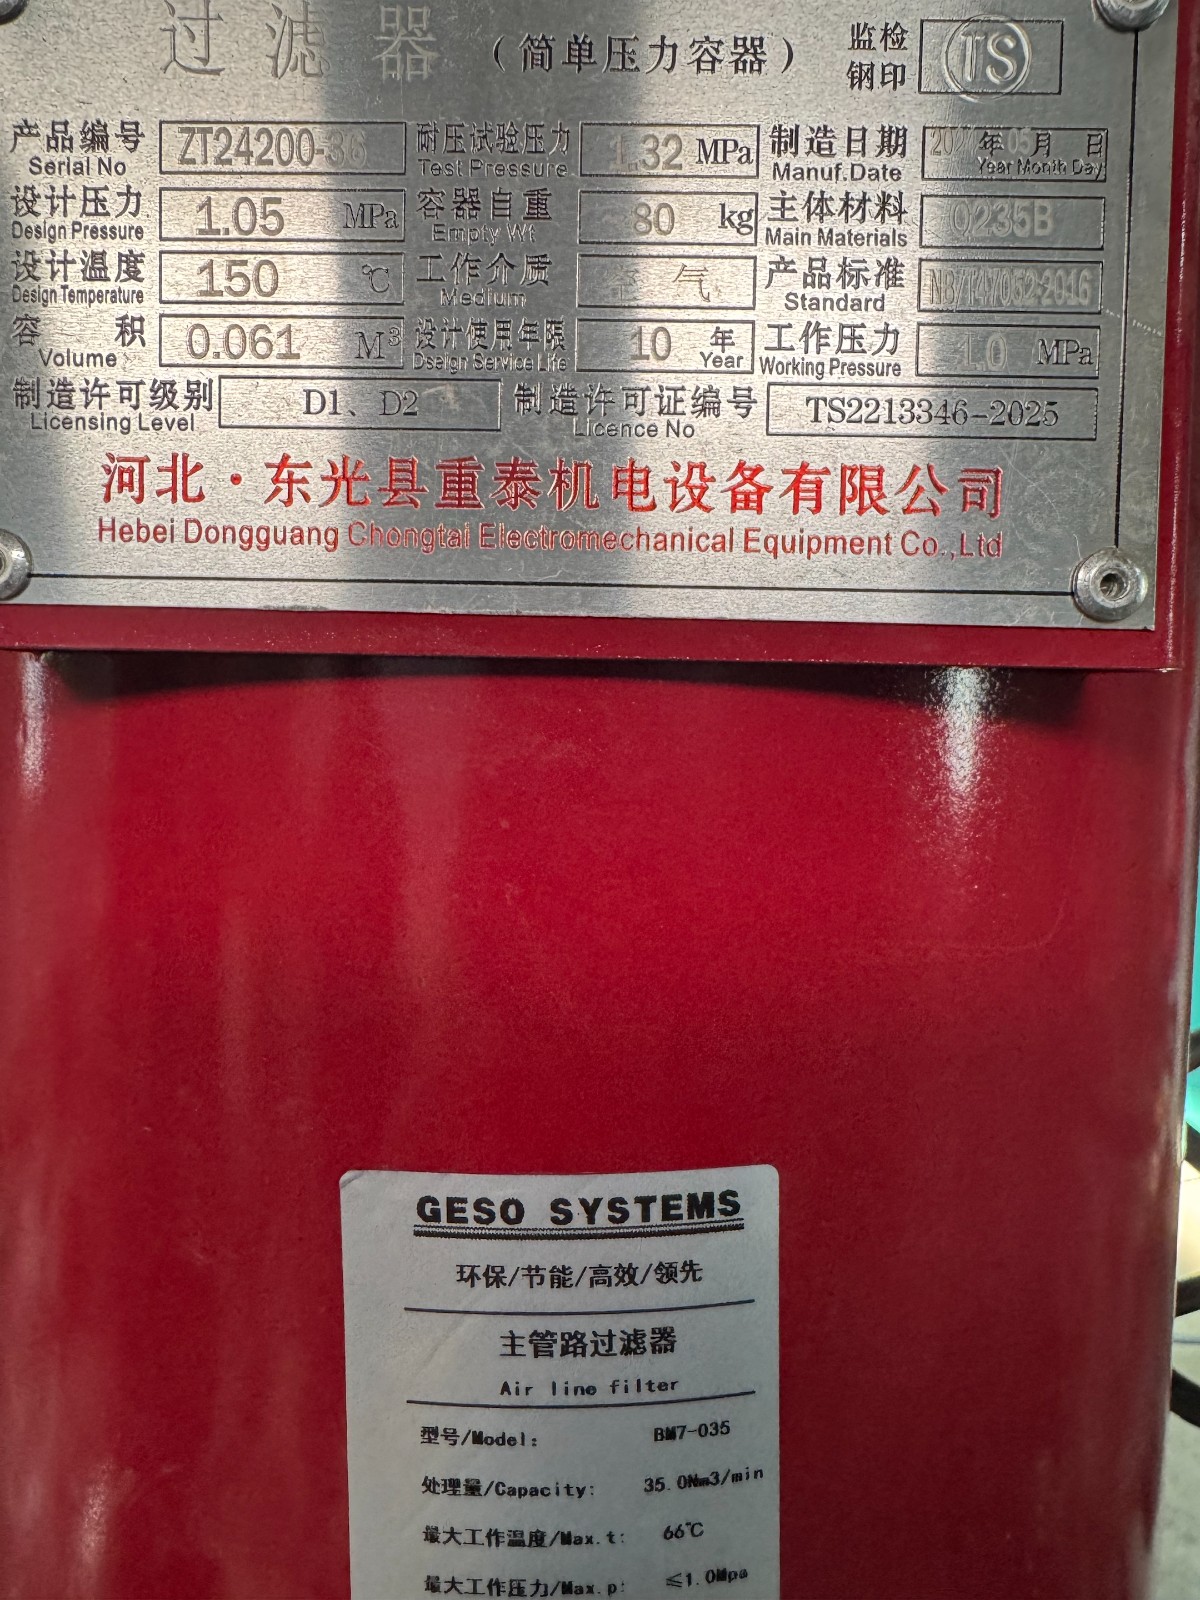 过滤器 (简单压力容器) 监检钢印 TS
产品编号 ZT24200-36 耐压试验压力 1.32 MPa 制造日期 年 05 月 日
Serial No Test Pressure Manuf.Date Year Month Day
设计压力 1.05 MPa 容器自重 80 kg 主体材料 Q235B
Design Pressure Empty Wt Main Materials
设计温度 150 ℃ 工作介质 气 产品标准 NB/T47052-2016
Design Temperature Medium Standard
容积 0.061 M³ 设计使用年限 10 年 工作压力 1.0 MPa
Volume Dseign Service Life Year Working Pressure
制造许可级别 D1、D2 制造许可证编号 TS2213346-2025
Licensing Level Licence No
河北·东光县重泰机电设备有限公司
Hebei Dongguang Chongtai Electromechanical Equipment Co.,Ltd
GESO SYSTEMS
环保/节能/高效/领先
主管路过滤器
Air line filter
型号/Model: BM7-035
处理量/Capacity: 35.0Nm3/min
最大工作温度/Max.t: 66℃
最大工作压力/Max.p: ≤1.0Mpa